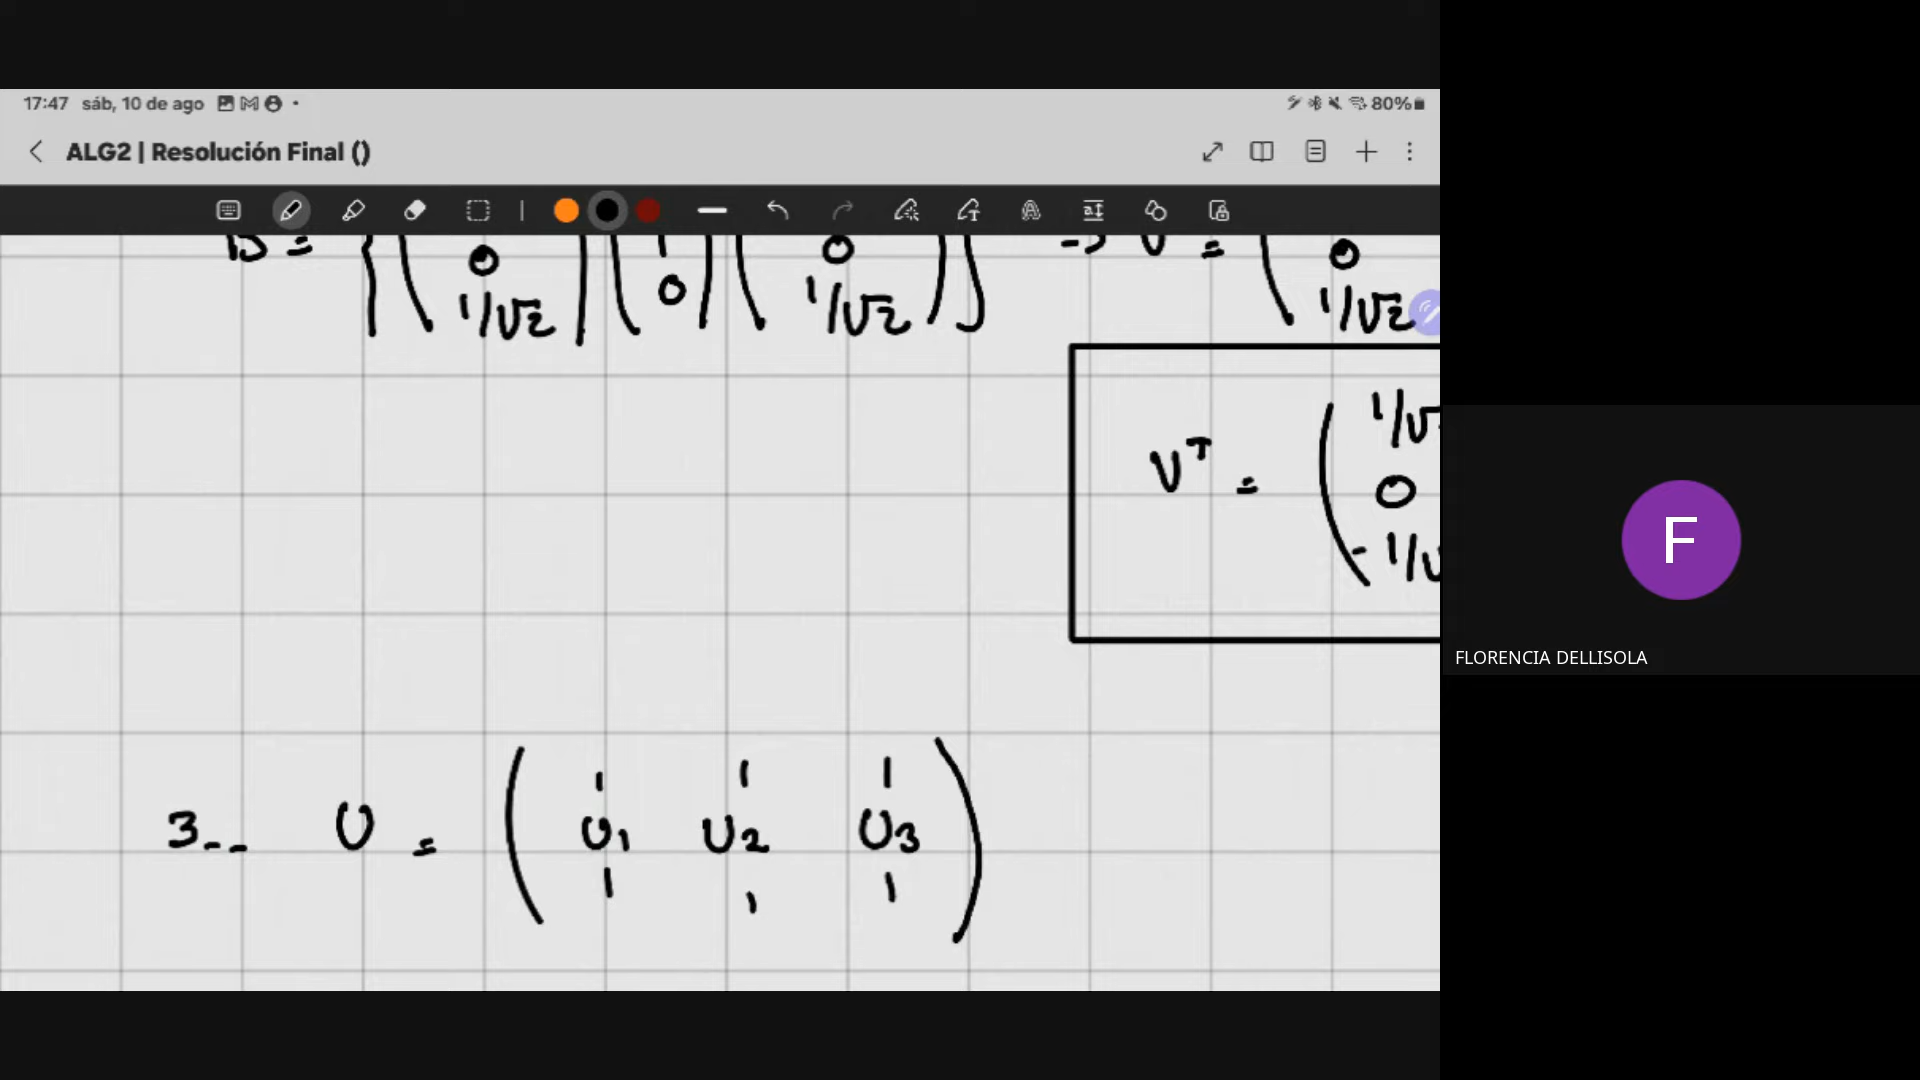 17:47 sáb, 10 de ago 80%
ALG2 | Resolución Final ()
B = { ( 0 1/√2 ) ( 1 0 ) ( 0 1/√2 ) } -> V = ( 0 1/√2
V^T = ( 1/√ 0 - 1/√
3.-- U = ( | U1 | | U2 | | U3 | )
F
FLORENCIA DELLISOLA